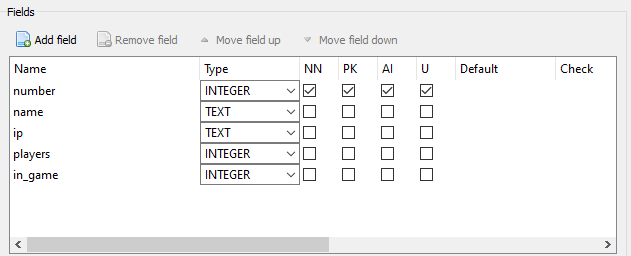 Fields
Add field Remove field Move field up Move field down
Name Type NN PK AI U Default Check
number INTEGER
name TEXT
ip TEXT
players INTEGER
in_game INTEGER